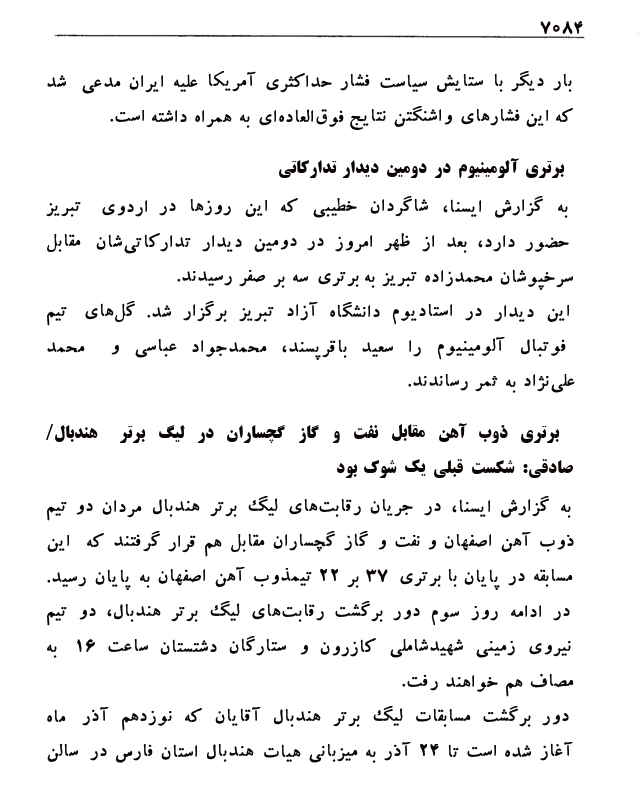 ۷۰۸۴
بار دیگر با ستایش سیاست فشار حداکثری آمریکا علیه ایران مدعی شد
که این فشارهای واشنگتن نتایج فوق‌العاده‌ای به همراه داشته است.
برتری آلومینیوم در دومین دیدار تدارکاتی
به گزارش ایسنا، شاگردان خطیبی که این روزها در اردوی تبریز
حضور دارد، بعد از ظهر امروز در دومین دیدار تدارکاتی‌شان مقابل
سرخپوشان محمدزاده تبریز به برتری سه بر صفر رسیدند.
این دیدار در استادیوم دانشگاه آزاد تبریز برگزار شد. گل‌های تیم
فوتبال آلومینیوم را سعید باقرپسند، محمدجواد عباسی و محمد
علی‌نژاد به ثمر رساندند.
برتری ذوب آهن مقابل نفت و گاز گچساران در لیگ برتر هندبال/
صادقی: شکست قبلی یک شوک بود
به گزارش ایسنا، در جریان رقابت‌های لیگ برتر هندبال مردان دو تیم
ذوب آهن اصفهان و نفت و گاز گچساران مقابل هم قرار گرفتند که این
مسابقه در پایان با برتری ۳۷ بر ۲۲ تیمذوب آهن اصفهان به پایان رسید.
در ادامه روز سوم دور برگشت رقابت‌های لیگ برتر هندبال، دو تیم
نیروی زمینی شهیدشاملی کازرون و ستارگان دشتستان ساعت ۱۶ به
مصاف هم خواهند رفت.
دور برگشت مسابقات لیگ برتر هندبال آقایان که نوزدهم آذر ماه
آغاز شده است تا ۲۴ آذر به میزبانی هیات هندبال استان فارس در سالن